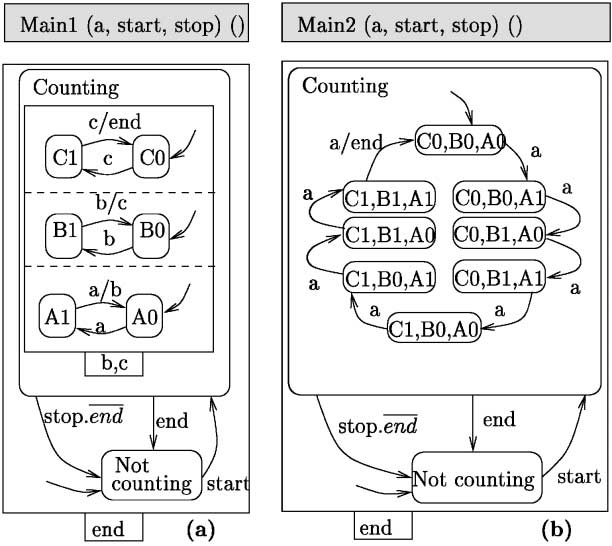 Main1 (a, start, stop) ()
Counting
c/end
C1
C0
c
b/c
B1
B0
b
a/b
A1
A0
a
b,c
stop.end
end
Not
counting
start
end
(a)
Main2 (a, start, stop) ()
Counting
a/end
C0,B0,A0
a
C1,B1,A1
C0,B0,A1
a
a
C1,B1,A0
C0,B1,A0
a
C1,B0,A1
C0,B1,A1
a
a
a
C1,B0,A0
a
stop.end
end
Not counting
start
end
(b)